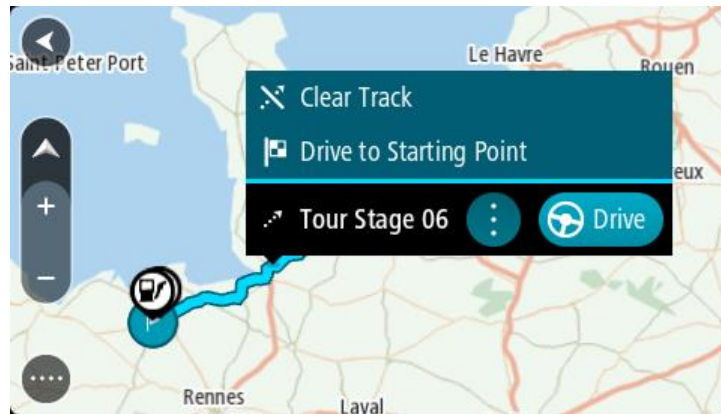 Saint Peter Port
Le Havre
Rouen
Clear Track
Drive to Starting Point
eux
Tour Stage 06
Drive
Rennes
Laval